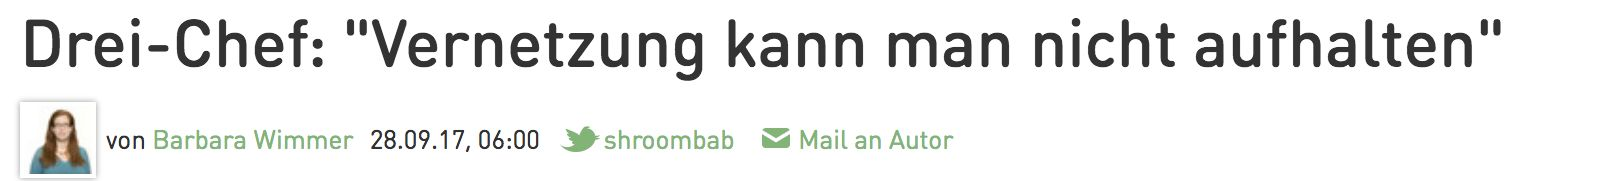 Drei-Chef: "Vernetzung kann man nicht aufhalten"
von Barbara Wimmer 28.09.17, 06:00 shroombab Mail an Autor